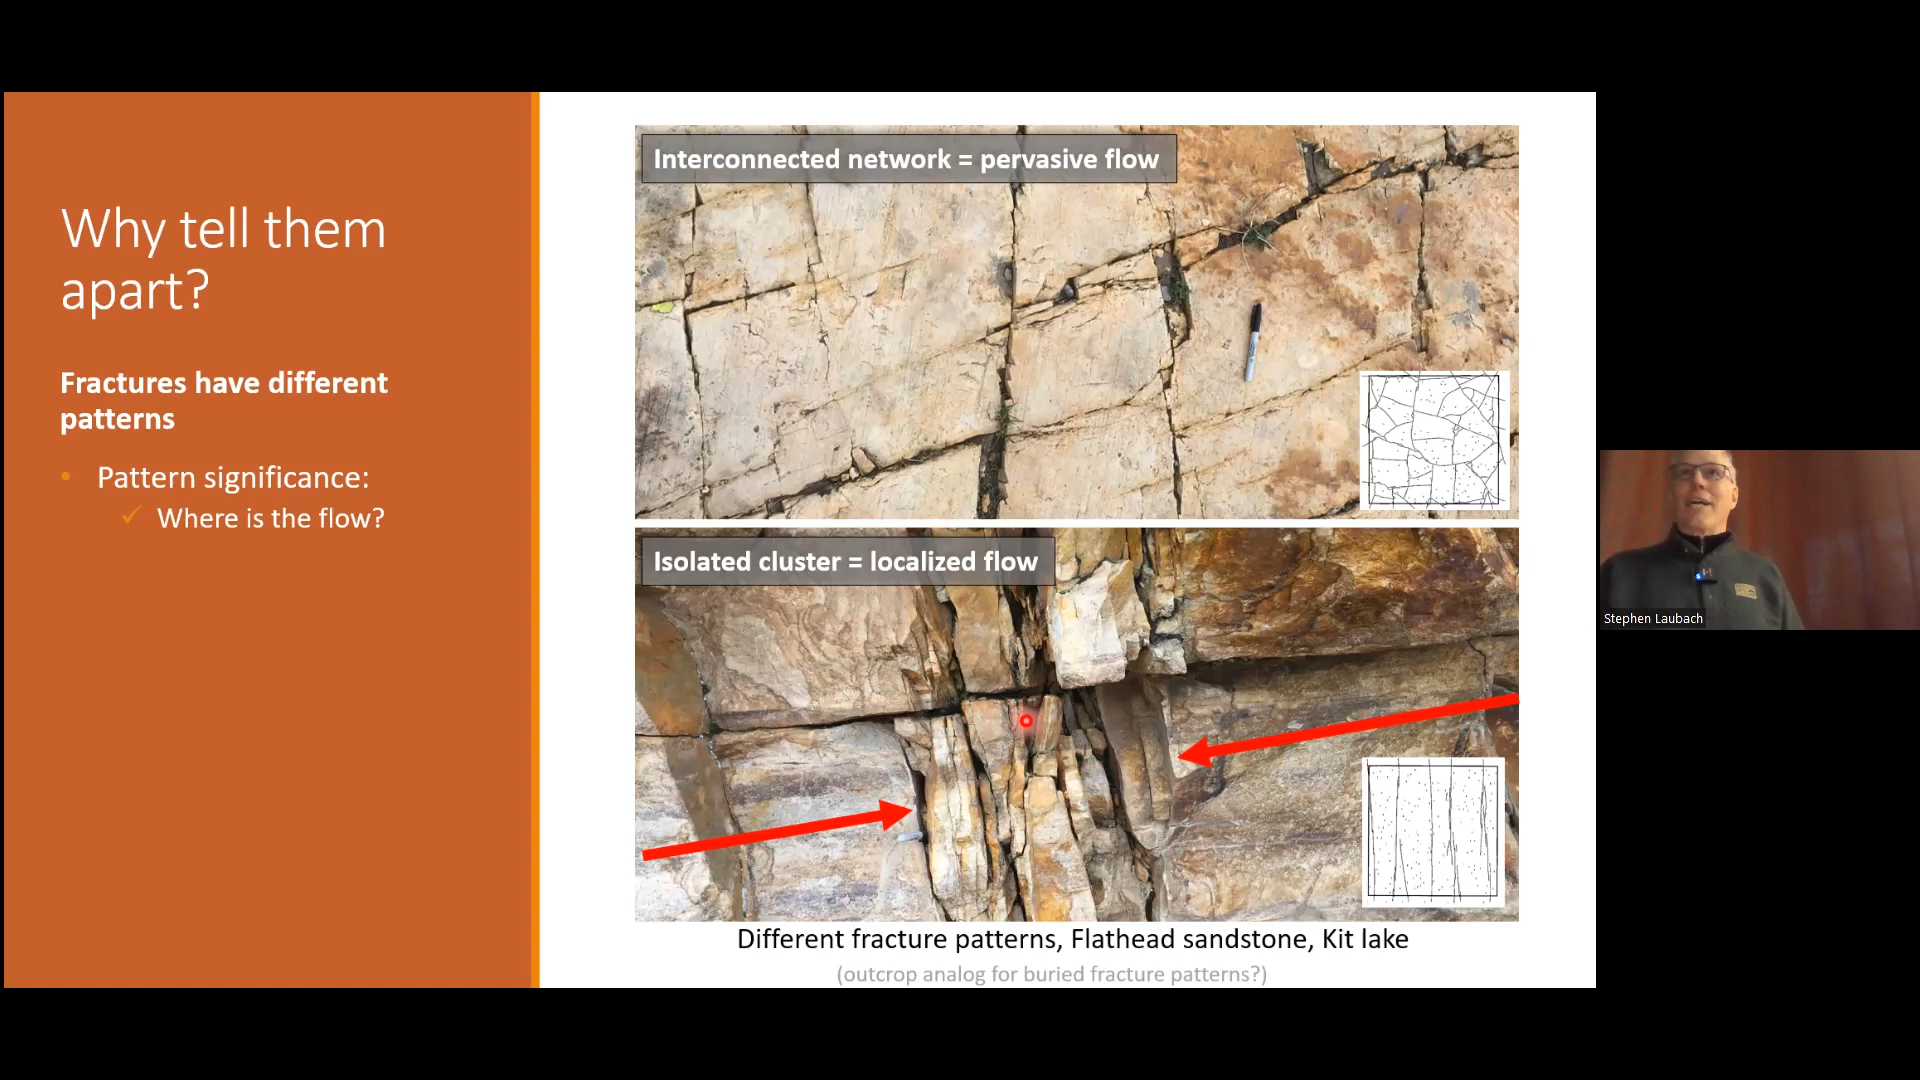 Why tell them
apart?
Fractures have different
patterns
• Pattern significance:
✓ Where is the flow?
Interconnected network = pervasive flow
Isolated cluster = localized flow
Different fracture patterns, Flathead sandstone, Kit lake
(outcrop analog for buried fracture patterns?)
Stephen Laubach